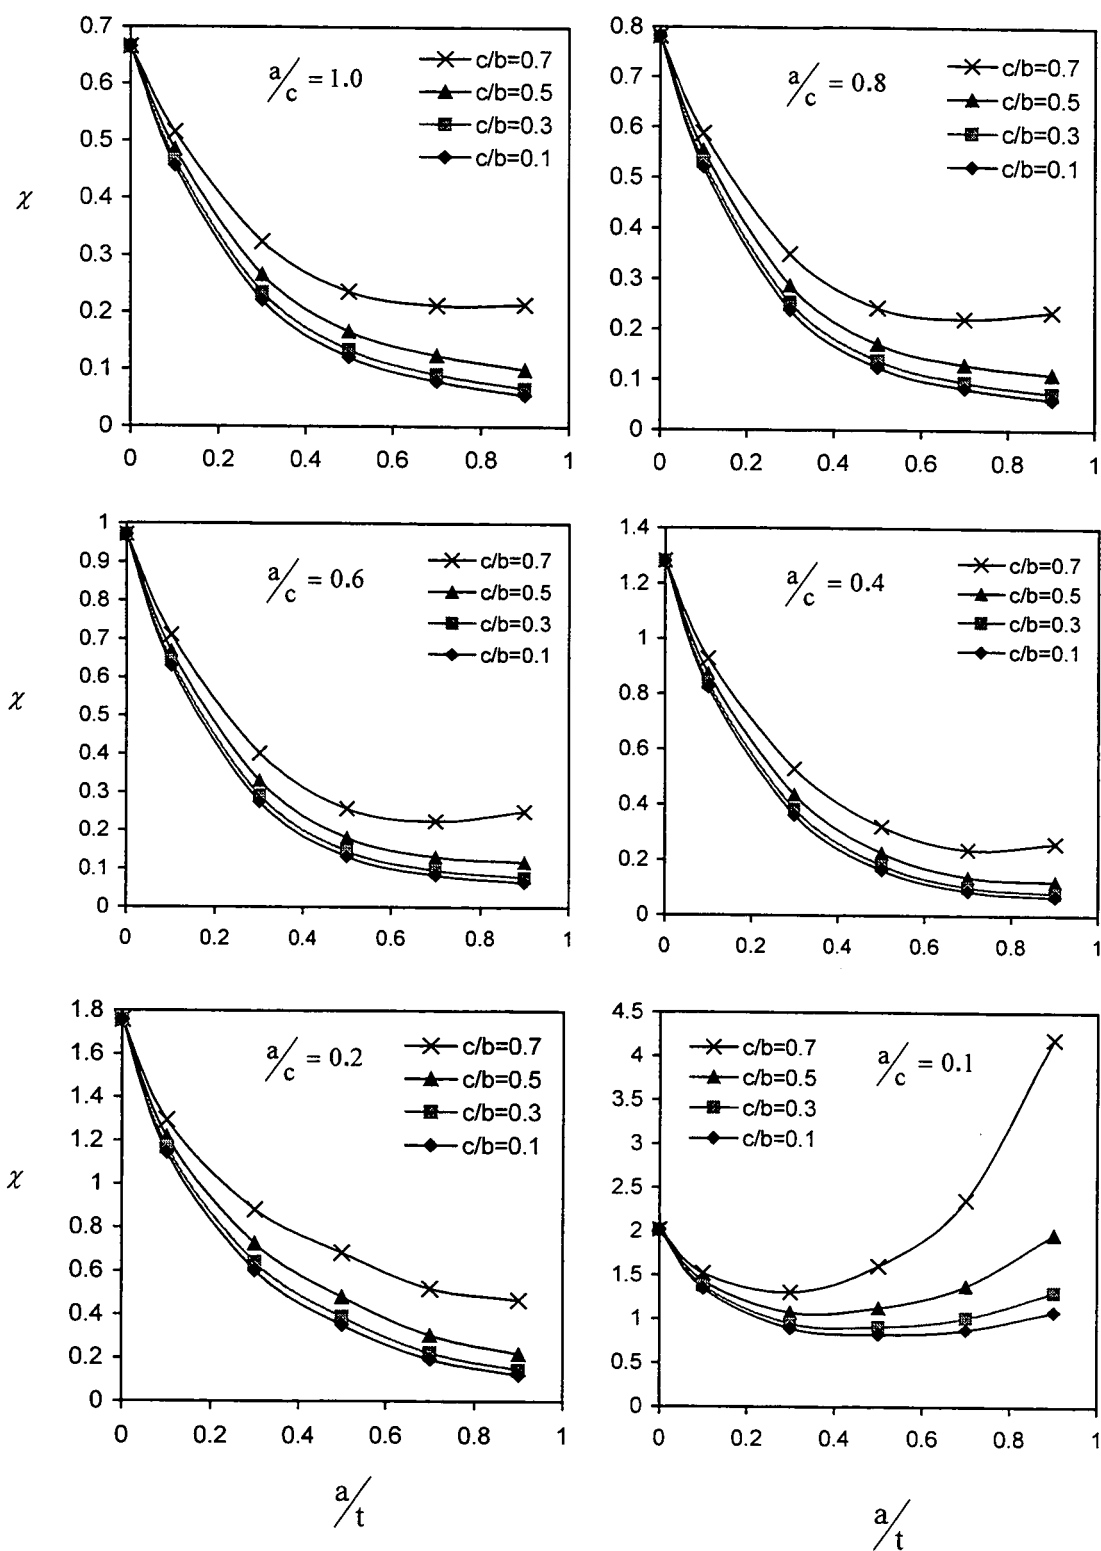 χ
0.7
0.6
0.5
0.4
0.3
0.2
0.1
0
0 0.2 0.4 0.6 0.8 1
a/c = 1.0
c/b=0.7
c/b=0.5
c/b=0.3
c/b=0.1
0.8
0.7
0.6
0.5
0.4
0.3
0.2
0.1
0
0 0.2 0.4 0.6 0.8 1
a/c = 0.8
c/b=0.7
c/b=0.5
c/b=0.3
c/b=0.1
χ
1
0.9
0.8
0.7
0.6
0.5
0.4
0.3
0.2
0.1
0
0 0.2 0.4 0.6 0.8 1
a/c = 0.6
c/b=0.7
c/b=0.5
c/b=0.3
c/b=0.1
1.4
1.2
1
0.8
0.6
0.4
0.2
0
0 0.2 0.4 0.6 0.8 1
a/c = 0.4
c/b=0.7
c/b=0.5
c/b=0.3
c/b=0.1
χ
1.8
1.6
1.4
1.2
1
0.8
0.6
0.4
0.2
0
0 0.2 0.4 0.6 0.8 1
a/c = 0.2
c/b=0.7
c/b=0.5
c/b=0.3
c/b=0.1
a/t
4.5
4
3.5
3
2.5
2
1.5
1
0.5
0
0 0.2 0.4 0.6 0.8 1
c/b=0.7
c/b=0.5
c/b=0.3
c/b=0.1
a/c = 0.1
a/t